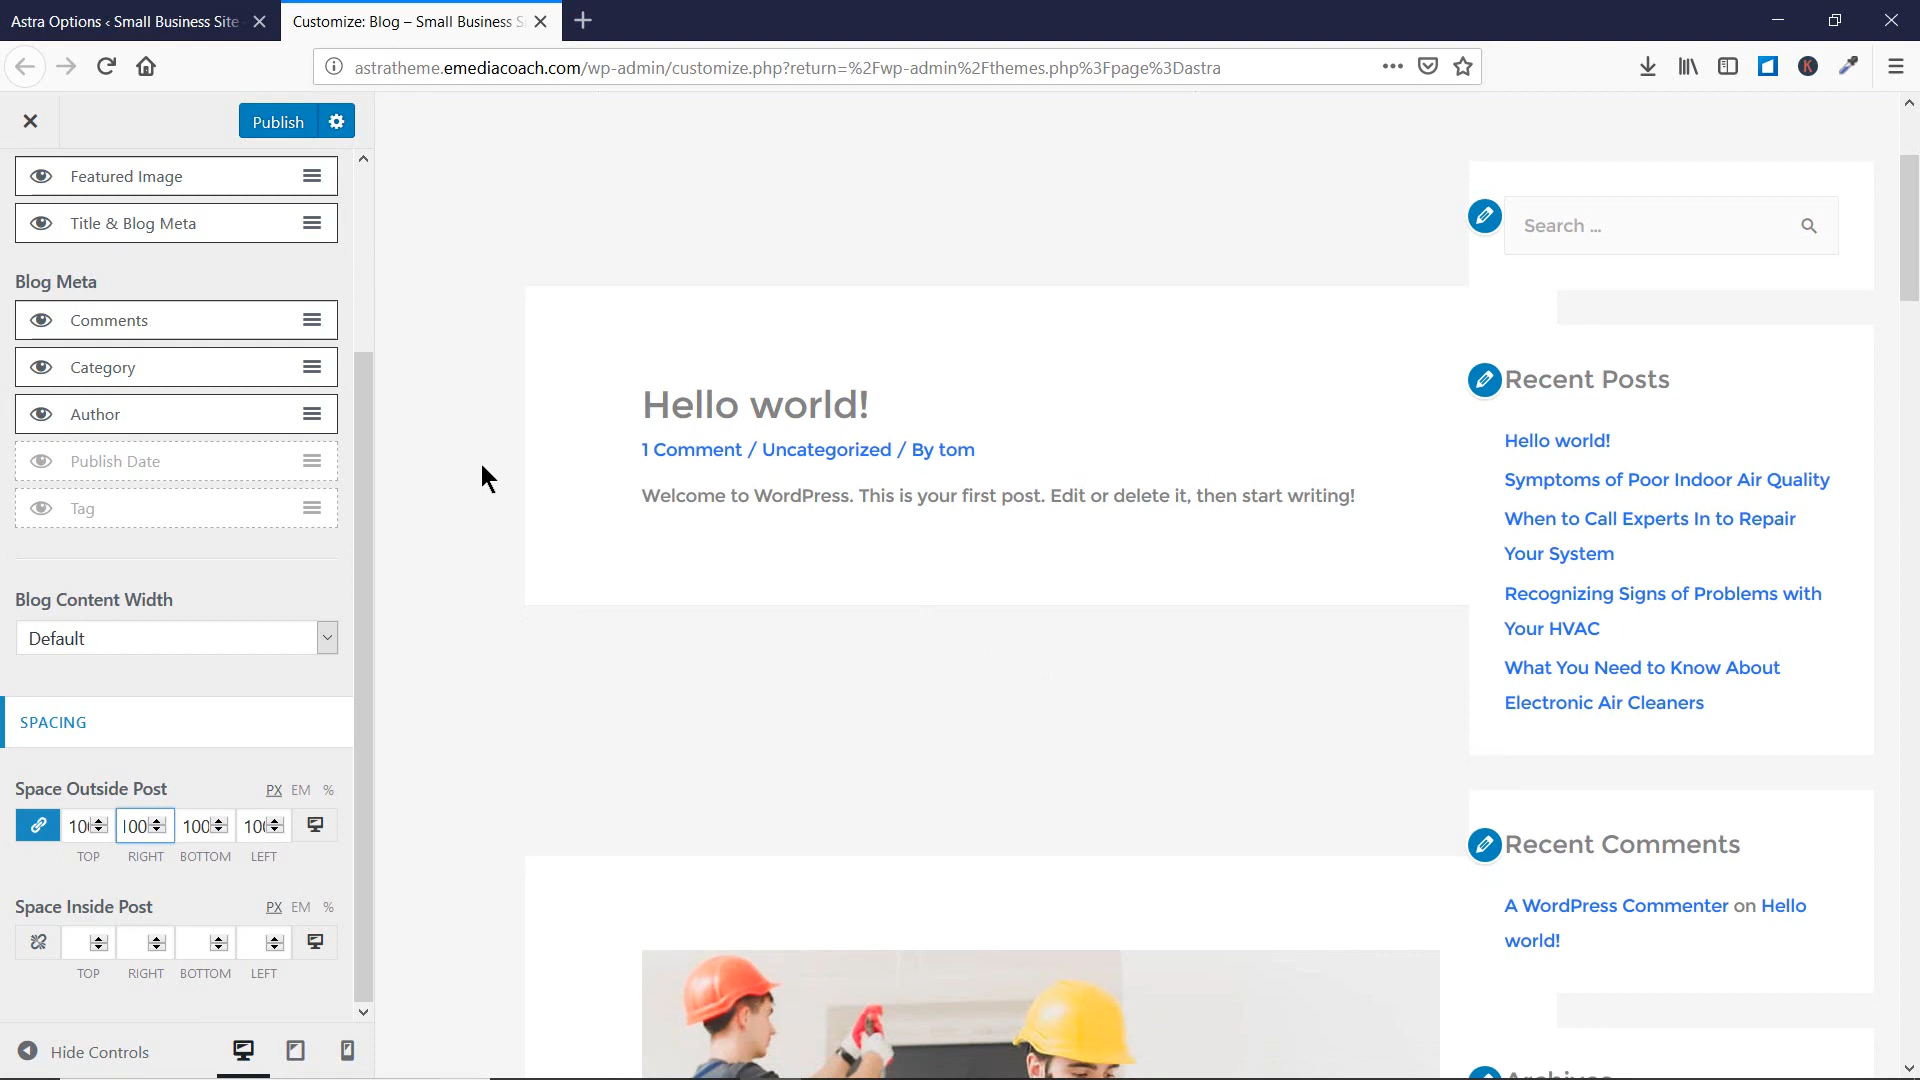 Astra Options ‹ Small Business Site
Customize: Blog – Small Business S
astratheme.emediacoach.com/wp-admin/customize.php?return=%2Fwp-admin%2Fthemes.php%3Fpage%3Dastra
Publish
Featured Image
Title & Blog Meta
Blog Meta
Comments
Category
Author
Publish Date
Tag
Blog Content Width
Default
SPACING
Space Outside Post
PX EM %
100 100 100 100
TOP RIGHT BOTTOM LEFT
Space Inside Post
PX EM %
TOP RIGHT BOTTOM LEFT
Hide Controls
Hello world!
1 Comment / Uncategorized / By tom
Welcome to WordPress. This is your first post. Edit or delete it, then start writing!
Search ...
Recent Posts
Hello world!
Symptoms of Poor Indoor Air Quality
When to Call Experts In to Repair
Your System
Recognizing Signs of Problems with
Your HVAC
What You Need to Know About
Electronic Air Cleaners
Recent Comments
A WordPress Commenter on Hello
world!
Archives
K